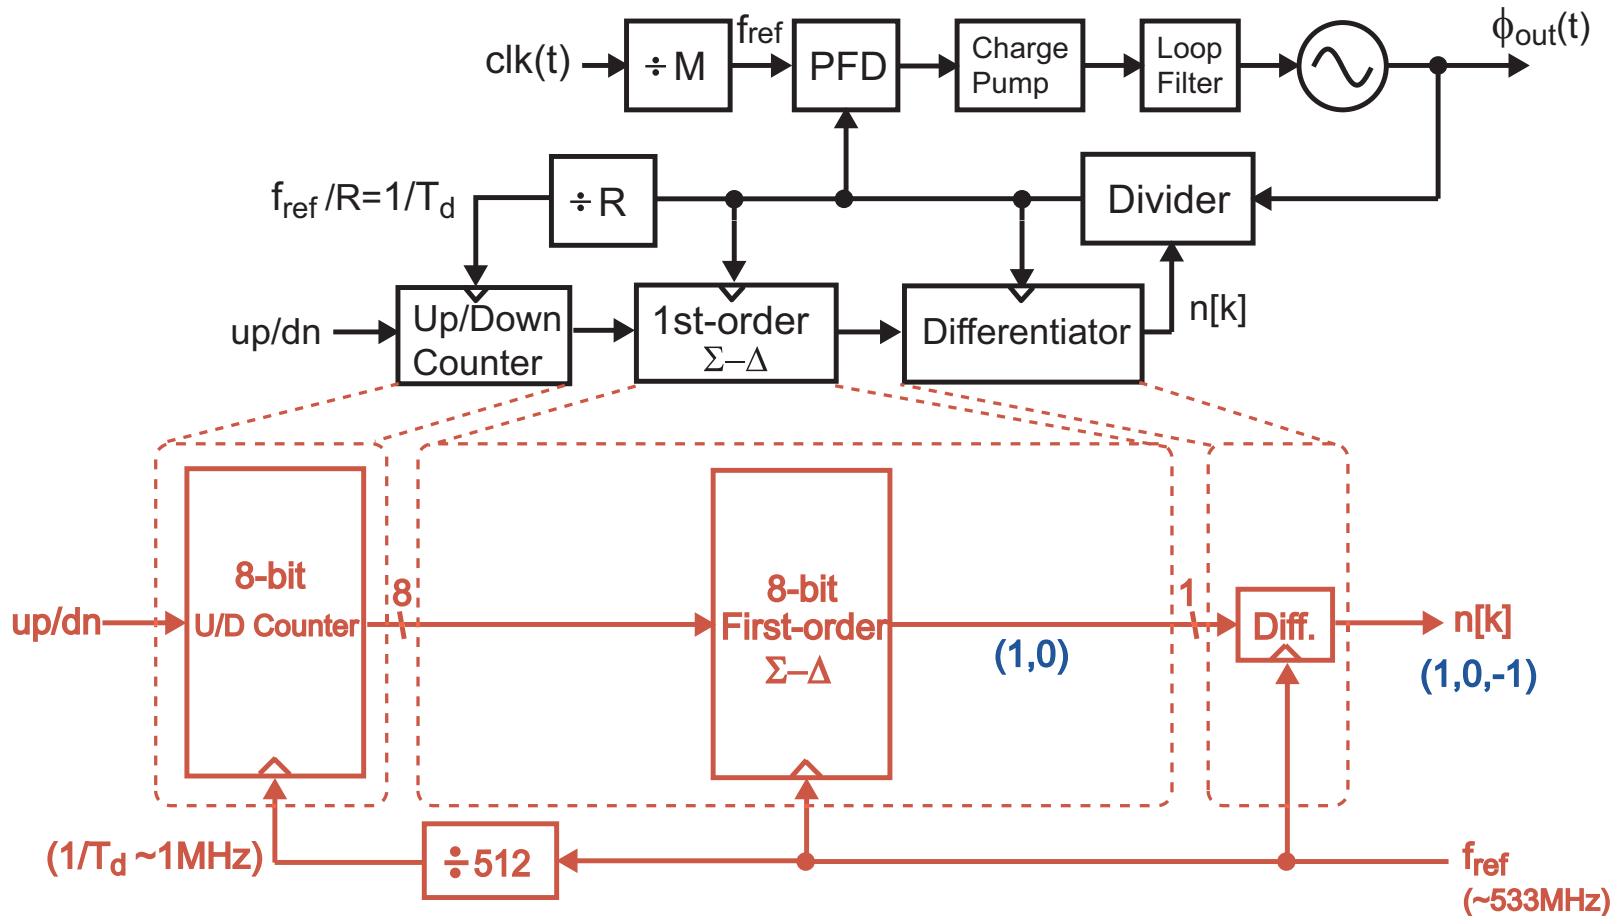 clk(t)
÷ M
fref
PFD
Charge
Pump
Loop
Filter
ϕout(t)
fref /R=1/Td
÷ R
Divider
up/dn
Up/Down
Counter
1st-order
Σ–Δ
Differentiator
n[k]
8-bit
U/D Counter
up/dn
8
8-bit
First-order
Σ–Δ
(1,0)
1
Diff.
n[k]
(1,0,-1)
(1/Td ~1MHz)
÷512
fref
(~533MHz)